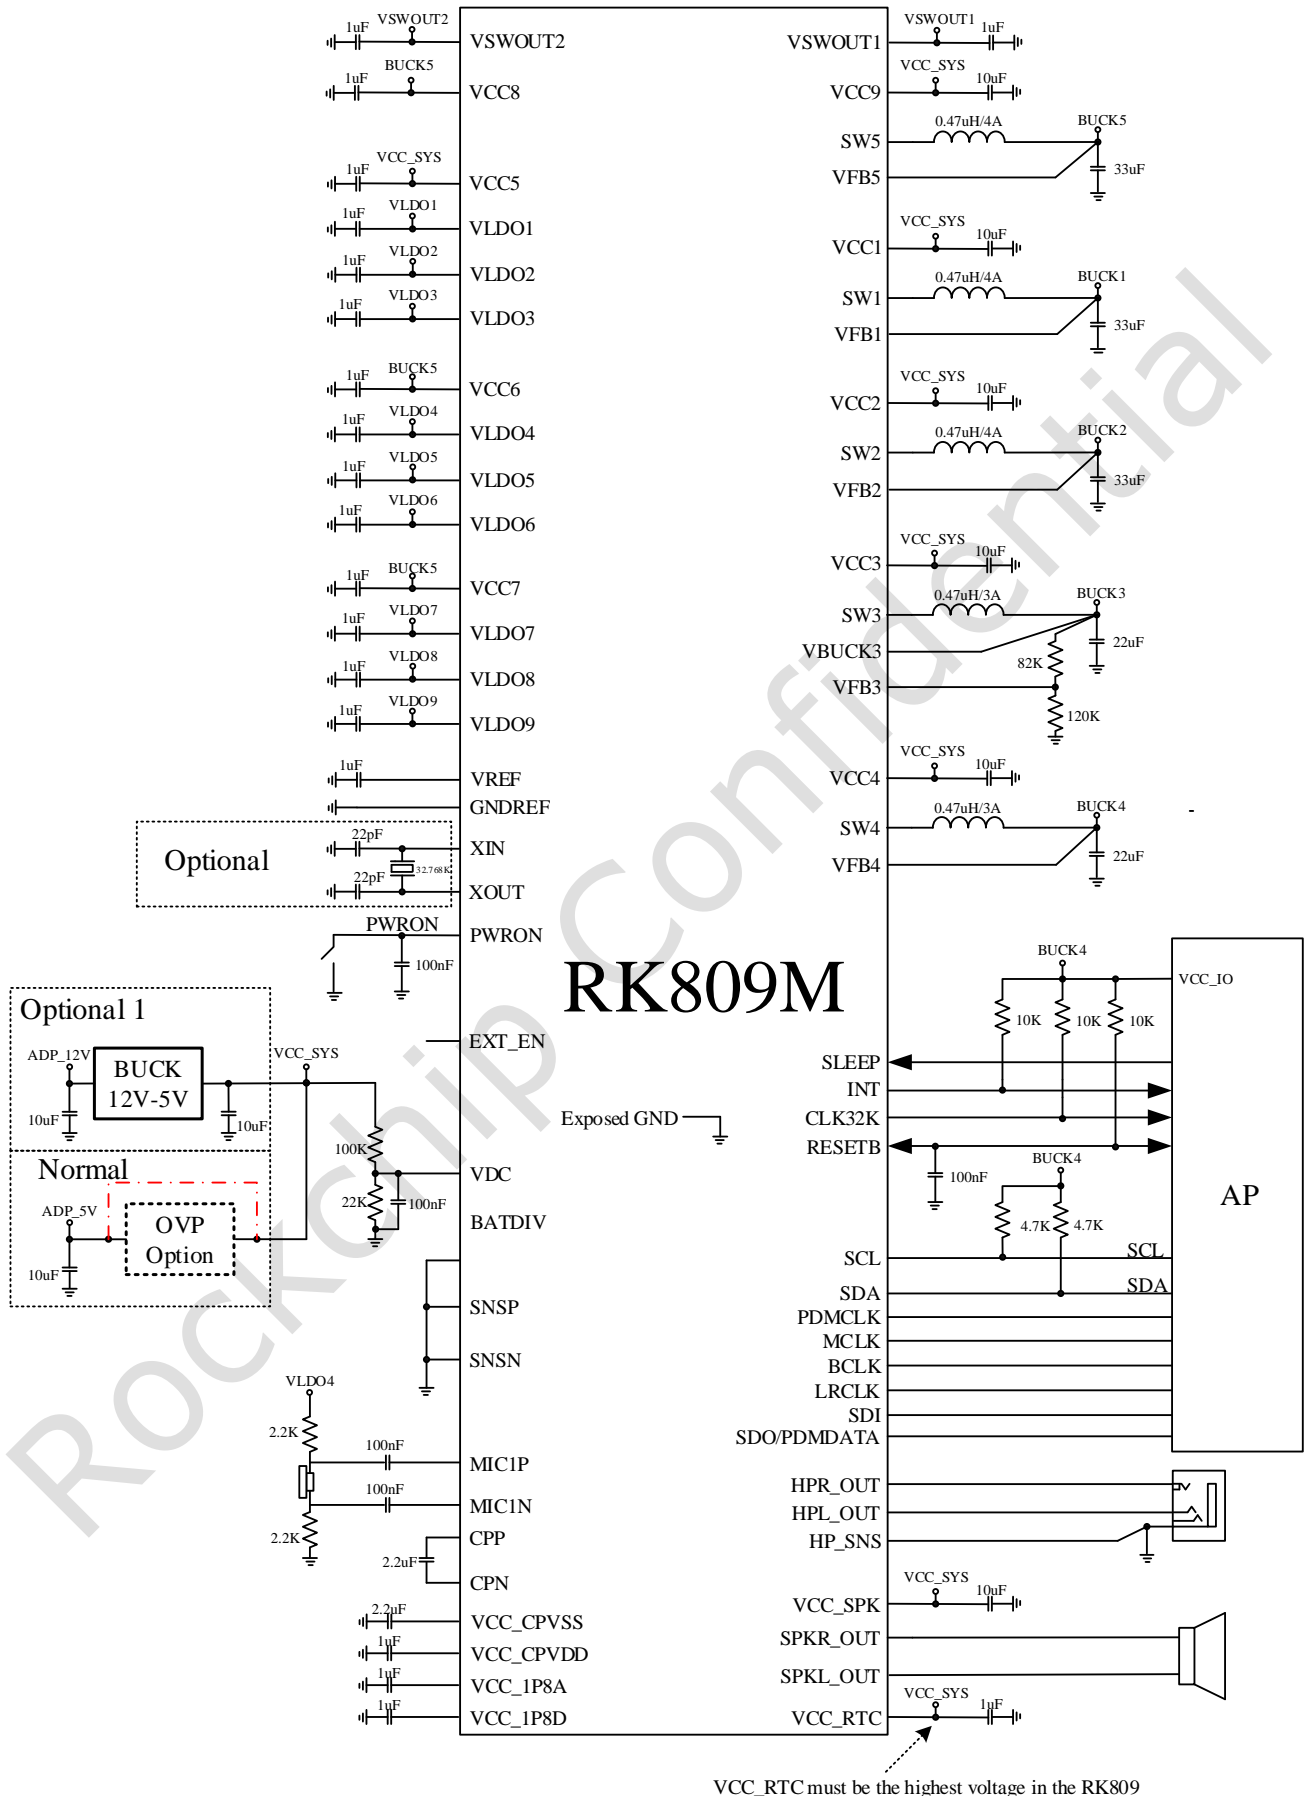 VSWOUT2
1uF
VSWOUT2
BUCK5
1uF
VCC8
VCC_SYS
1uF
VCC5
VLDO1
1uF
VLDO1
VLDO2
1uF
VLDO2
VLDO3
1uF
VLDO3
BUCK5
1uF
VCC6
VLDO4
1uF
VLDO4
VLDO5
1uF
VLDO5
VLDO6
1uF
VLDO6
BUCK5
1uF
VCC7
VLDO7
1uF
VLDO7
VLDO8
1uF
VLDO8
VLDO9
1uF
VLDO9
1uF
VREF
GNDREF
Optional
22pF
XIN
32.768K
22pF
XOUT
PWRON
PWRON
100nF
EXT_EN
Optional 1
ADP_12V
BUCK
12V-5V
VCC_SYS
10uF
10uF
100K
VDC
22K
100nF
BATDIV
Normal
ADP_5V
OVP
Option
10uF
SNSP
SNSN
VLDO4
2.2K
100nF
MIC1P
100nF
MIC1N
2.2K
CPP
2.2uF
CPN
2.2uF
VCC_CPVSS
1uF
VCC_CPVDD
1uF
VCC_1P8A
1uF
VCC_1P8D
RK809M
Exposed GND
VSWOUT1
1uF
VSWOUT1
VCC_SYS
10uF
VCC9
0.47uH/4A
BUCK5
SW5
VFB5
33uF
VCC_SYS
10uF
VCC1
0.47uH/4A
BUCK1
SW1
VFB1
33uF
VCC_SYS
10uF
VCC2
0.47uH/4A
BUCK2
SW2
VFB2
33uF
VCC_SYS
10uF
VCC3
0.47uH/3A
BUCK3
SW3
VBUCK3
22uF
82K
VFB3
120K
VCC_SYS
10uF
VCC4
0.47uH/3A
BUCK4
SW4
VFB4
22uF
-
BUCK4
VCC_IO
10K
10K
10K
SLEEP
INT
CLK32K
RESETB
100nF
BUCK4
4.7K
4.7K
AP
SCL
SCL
SDA
SDA
PDMCLK
MCLK
BCLK
LRCLK
SDI
SDO/PDMDATA
HPR_OUT
HPL_OUT
HP_SNS
VCC_SYS
10uF
VCC_SPK
SPKR_OUT
SPKL_OUT
VCC_SYS
1uF
VCC_RTC
VCC_RTC must be the highest voltage in the RK809
Rockchip Confidential